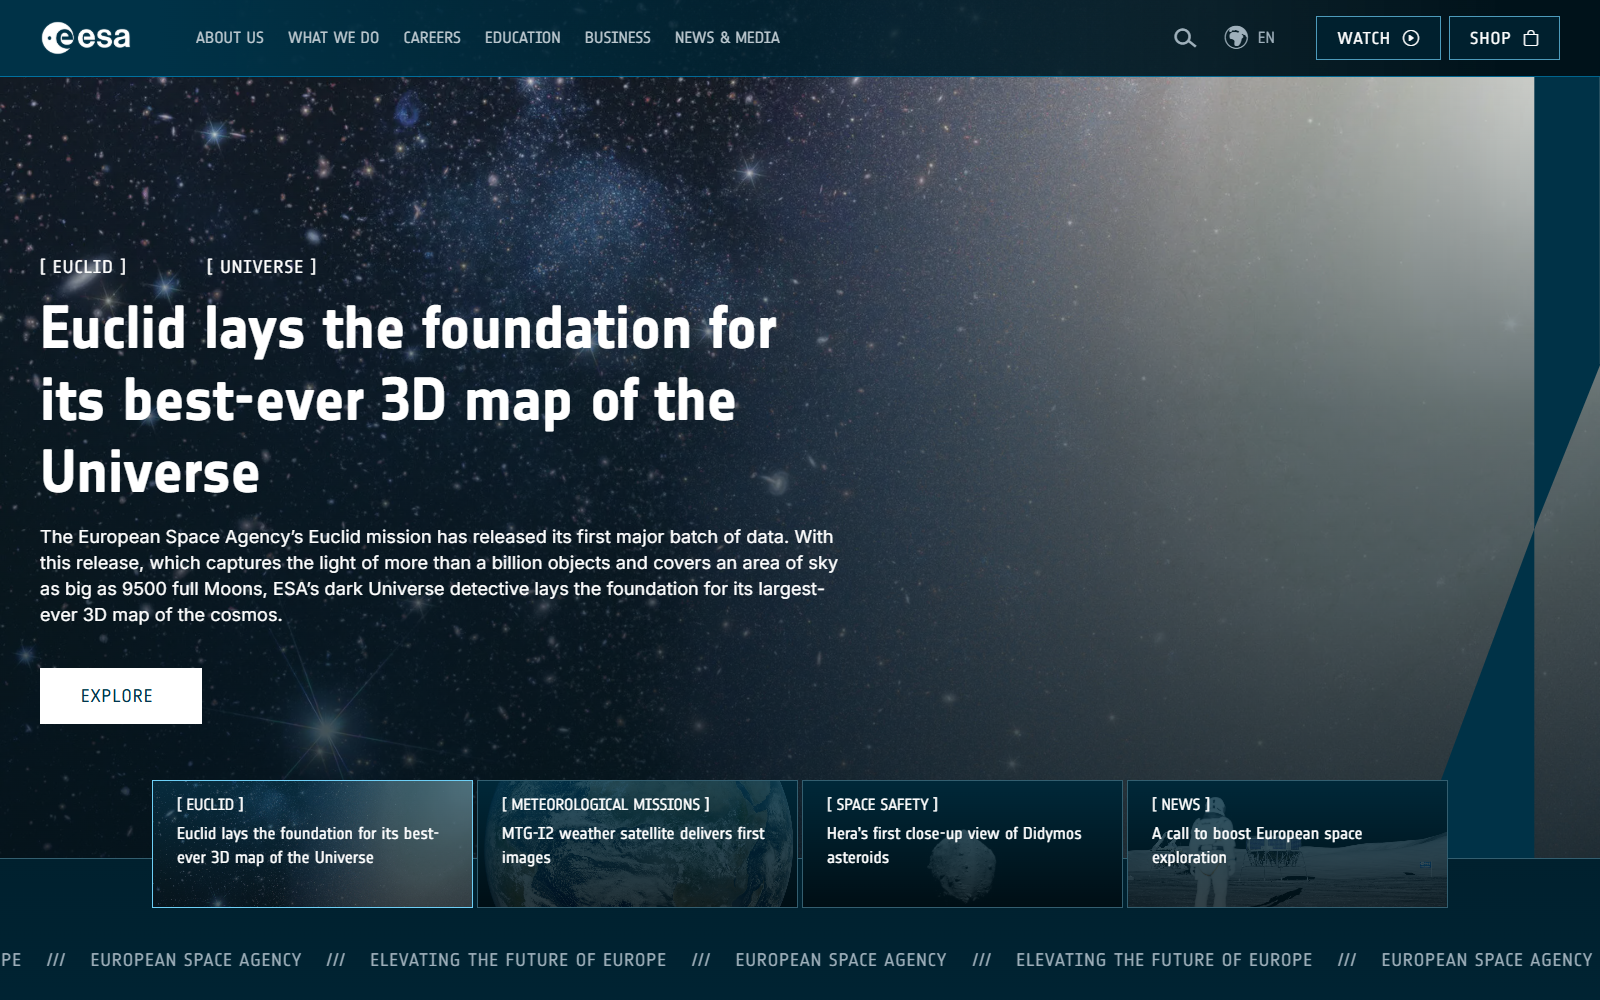 esa
ABOUT US WHAT WE DO CAREERS EDUCATION BUSINESS NEWS & MEDIA
EN
WATCH
SHOP
[ EUCLID ] [ UNIVERSE ]
Euclid lays the foundation for
its best-ever 3D map of the
Universe
The European Space Agency’s Euclid mission has released its first major batch of data. With
this release, which captures the light of more than a billion objects and covers an area of sky
as big as 9500 full Moons, ESA’s dark Universe detective lays the foundation for its largest-
ever 3D map of the cosmos.
EXPLORE
[ EUCLID ]
Euclid lays the foundation for its best-
ever 3D map of the Universe
[ METEOROLOGICAL MISSIONS ]
MTG-I2 weather satellite delivers first
images
[ SPACE SAFETY ]
Hera's first close-up view of Didymos
asteroids
[ NEWS ]
A call to boost European space
exploration
PE /// EUROPEAN SPACE AGENCY /// ELEVATING THE FUTURE OF EUROPE /// EUROPEAN SPACE AGENCY /// ELEVATING THE FUTURE OF EUROPE /// EUROPEAN SPACE AGENCY